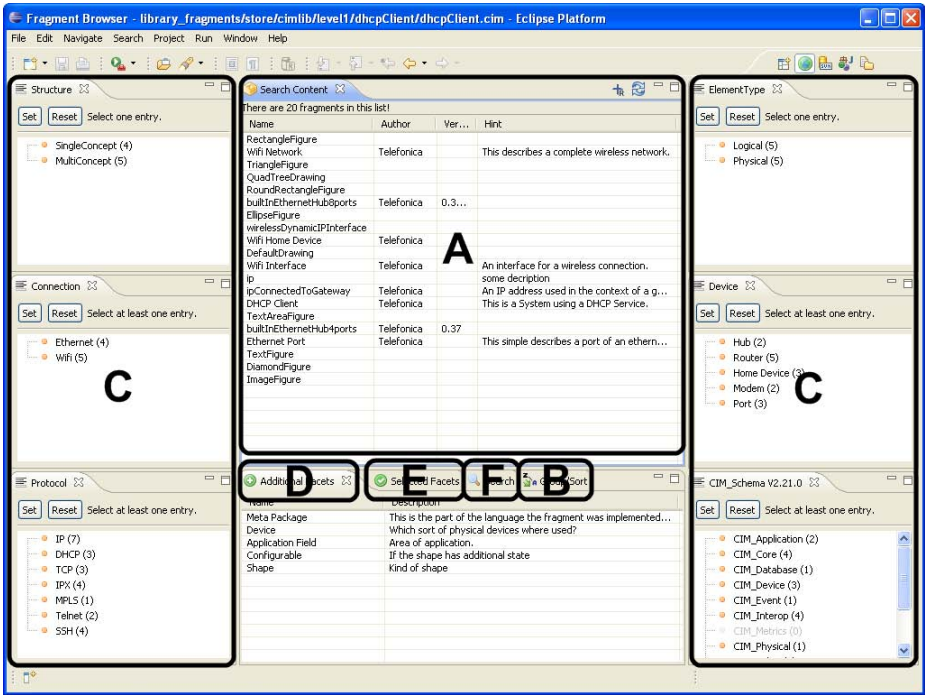 Fragment Browser - library_fragments/store/cimlib/level1/dhcpClient/dhcpClient.cim - Eclipse Platform
File Edit Navigate Search Project Run Window Help
Structure
Set Reset Select one entry.
SingleConcept (4)
MultiConcept (5)
Connection
Set Reset Select at least one entry.
Ethernet (4)
Wifi (5)
C
Protocol
Set Reset Select at least one entry.
IP (7)
DHCP (3)
TCP (3)
IPX (4)
MPLS (1)
Telnet (2)
SSH (4)
Search Content
There are 20 fragments in this list!
Name Author Ver... Hint
RectangleFigure
Wifi Network Telefonica This describes a complete wireless network.
TriangleFigure
QuadTreeDrawing
RoundRectangleFigure
builtInEthernetHub8ports Telefonica 0.3...
EllipseFigure
wirelessDynamicIPInterface
Wifi Home Device Telefonica
DefaultDrawing
Wifi Interface Telefonica An interface for a wireless connection.
ip some decription
ipConnectedToGateway Telefonica An IP address used in the context of a g...
DHCP Client Telefonica This is a System using a DHCP Service.
TextAreaFigure
builtInEthernetHub4ports Telefonica 0.37
Ethernet Port Telefonica This simple describes a port of an ethern...
TextFigure
DiamondFigure
ImageFigure
A
Additional Facets Selected Facets Search Group/Sort
D E F B
Name Description
Meta Package This is the part of the language the fragment was implemented...
Device Which sort of physical devices where used?
Application Field Area of application.
Configurable If the shape has additional state
Shape Kind of shape
ElementType
Set Reset Select one entry.
Logical (5)
Physical (5)
Device
Set Reset Select at least one entry.
Hub (2)
Router (5)
Home Device (3)
Modem (2)
Port (3)
C
CIM_Schema V2.21.0
Set Reset Select at least one entry.
CIM_Application (2)
CIM_Core (4)
CIM_Database (1)
CIM_Device (3)
CIM_Event (1)
CIM_Interop (4)
CIM_Metrics (0)
CIM_Physical (1)